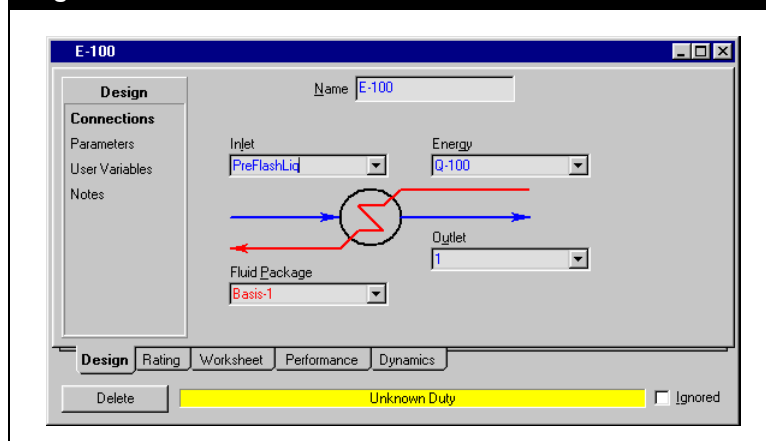 E-100
Design
Name E-100
Connections
Parameters
User Variables
Notes
Inlet
PreFlashLiq
Energy
Q-100
Outlet
1
Fluid Package
Basis-1
Design Rating Worksheet Performance Dynamics
Delete
Unknown Duty
Ignored